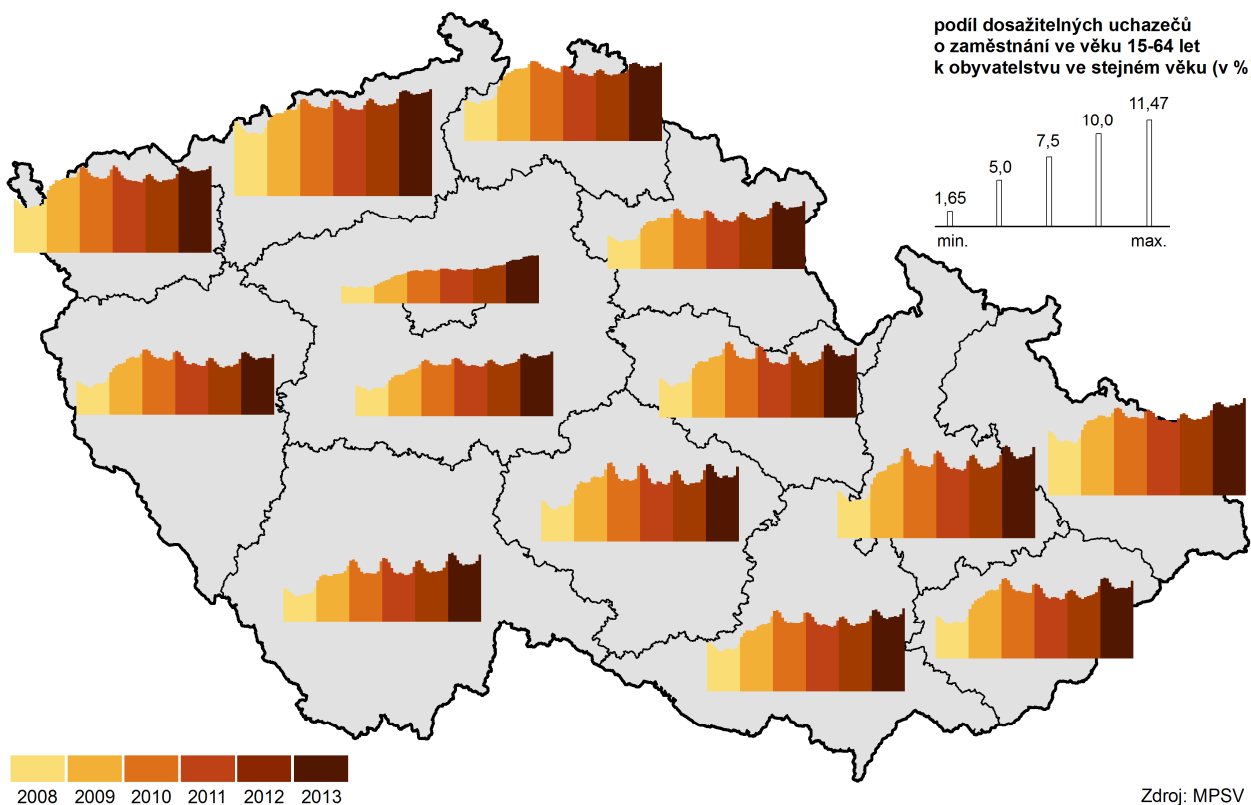 podíl dosažitelných uchazečů
o zaměstnání ve věku 15-64 let
k obyvatelstvu ve stejném věku (v %
11,47
10,0
7,5
5,0
1,65
min.
max.
2008
2009
2010
2011
2012
2013
Zdroj: MPSV